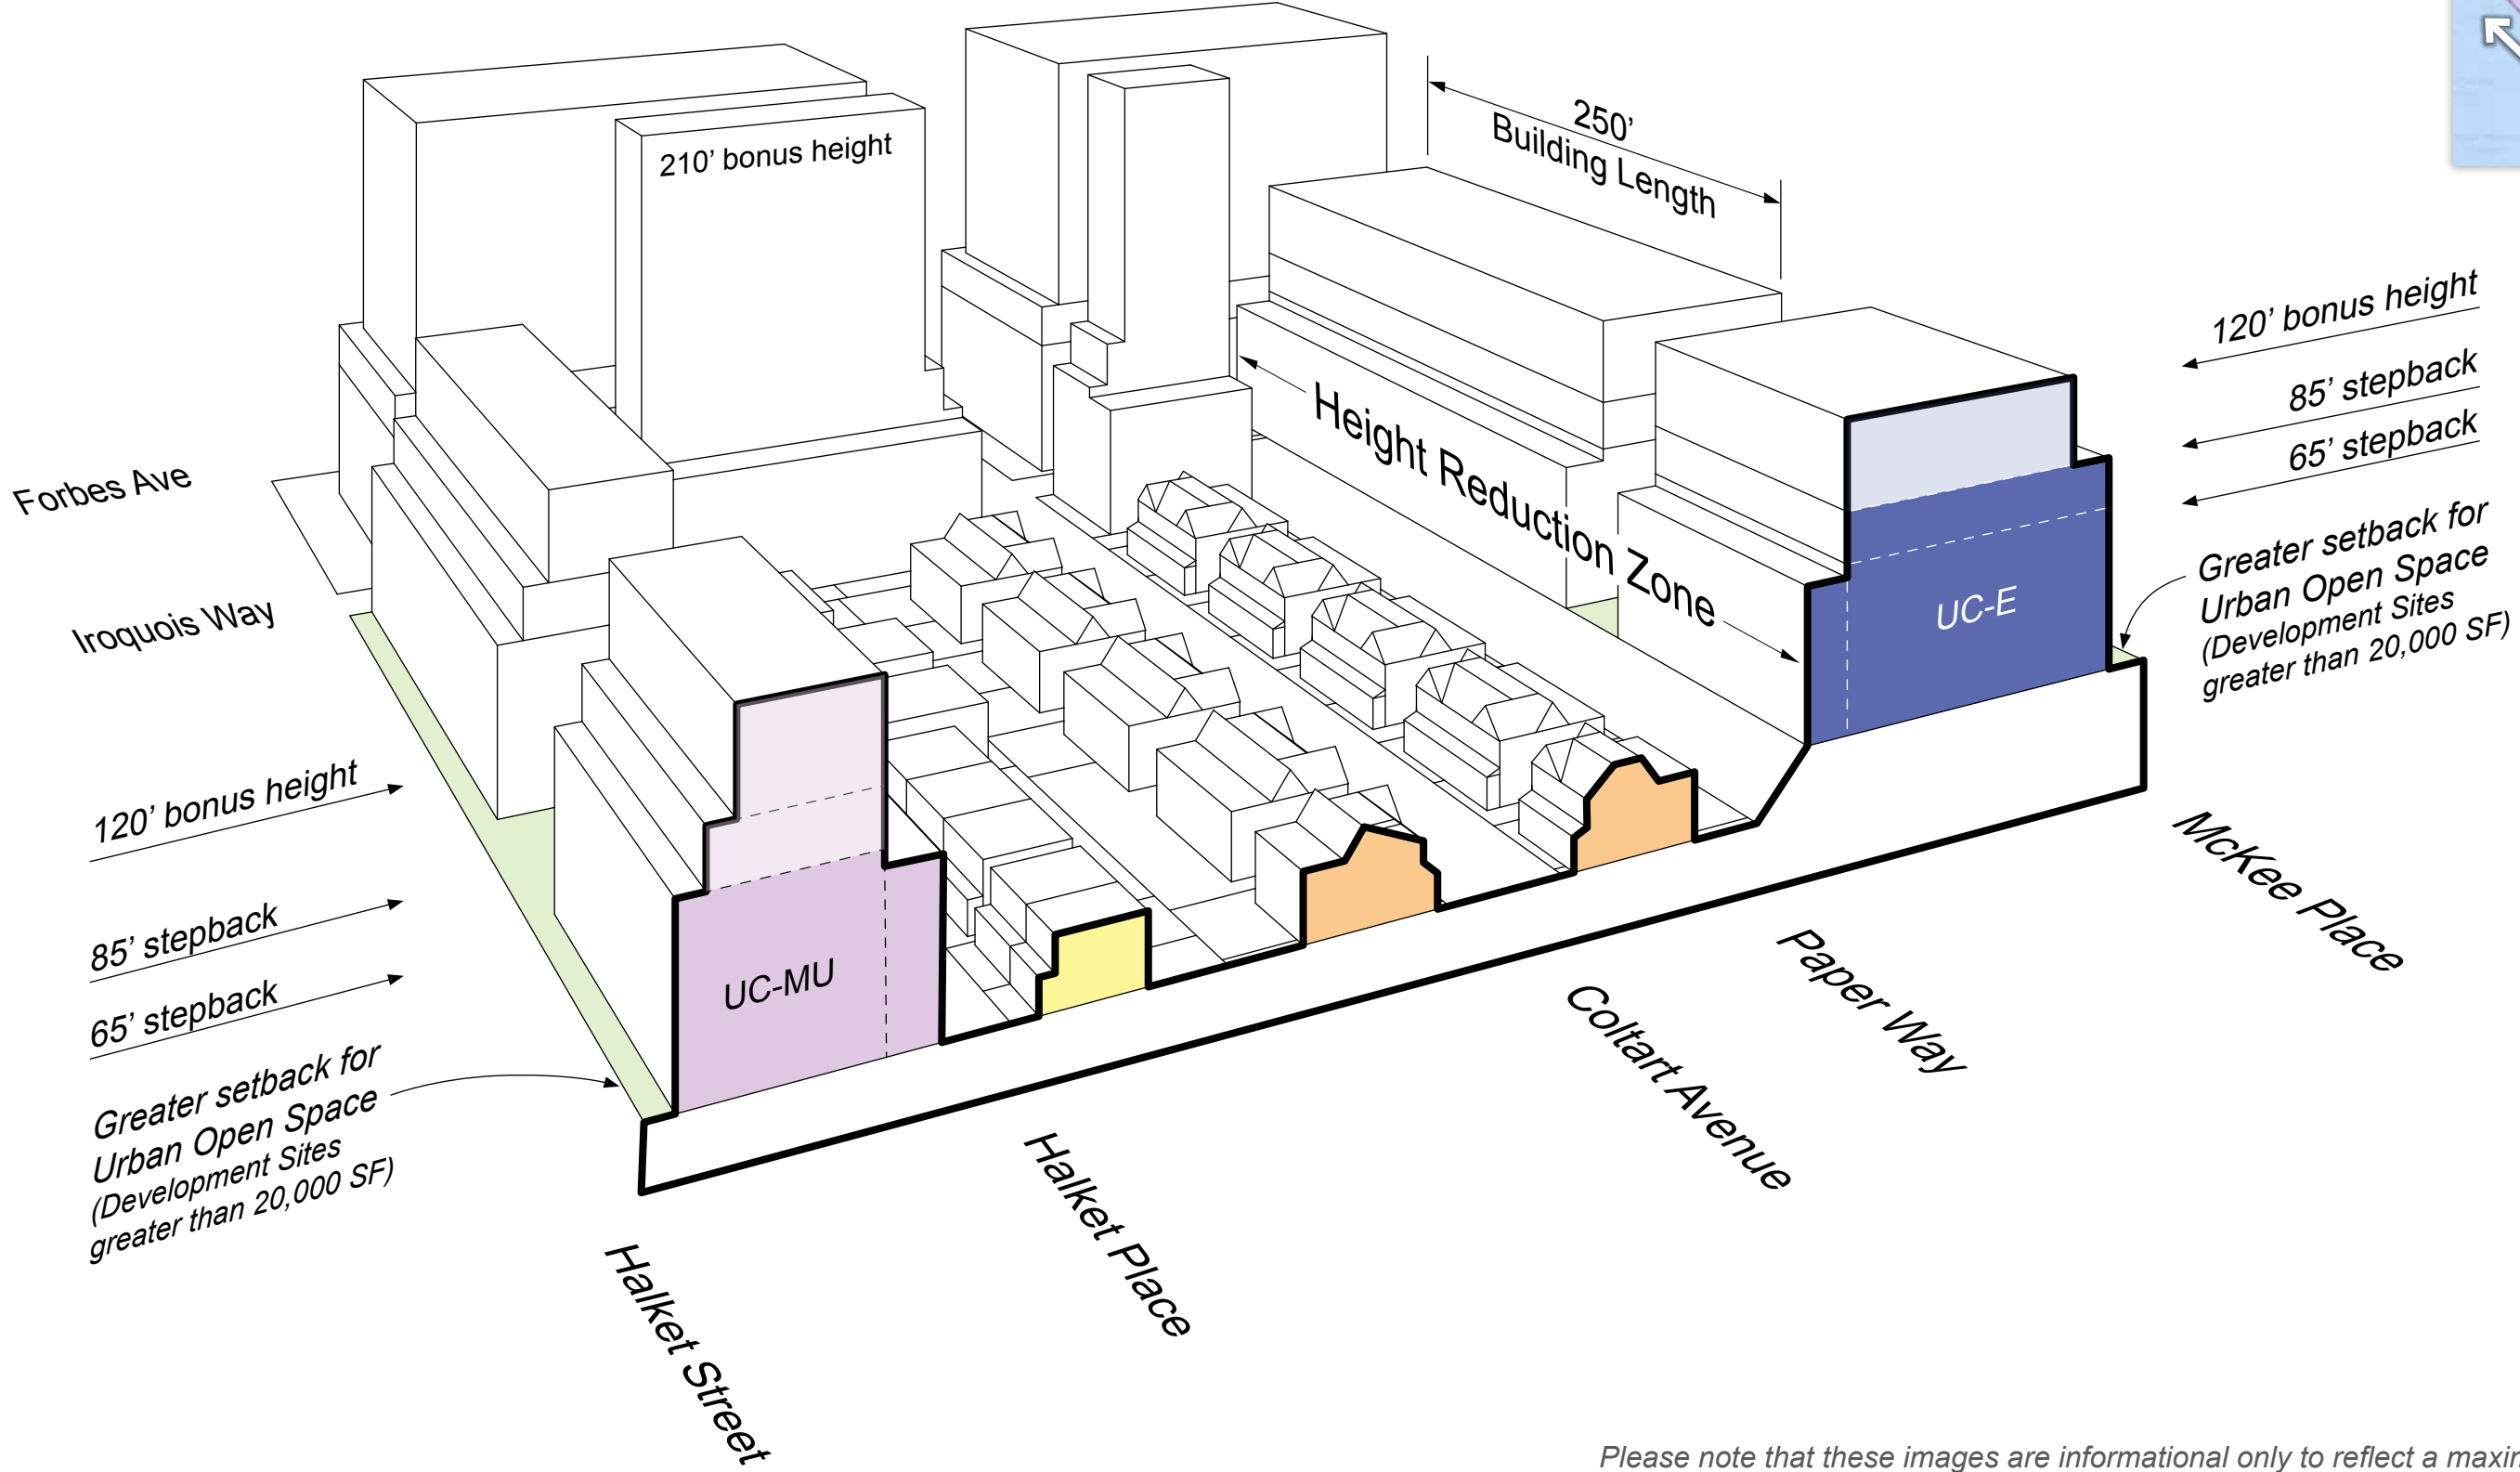 210’ bonus height
250’
Building Length
Height Reduction Zone
120’ bonus height
85’ stepback
65’ stepback
Greater setback for
Urban Open Space
(Development Sites
greater than 20,000 SF)
UC-E
Forbes Ave
Iroquois Way
120’ bonus height
85’ stepback
65’ stepback
Greater setback for
Urban Open Space
(Development Sites
greater than 20,000 SF)
UC-MU
Halket Street
Halket Place
Coltart Avenue
Paper Way
McKee Place
Please note that these images are informational only to reflect a